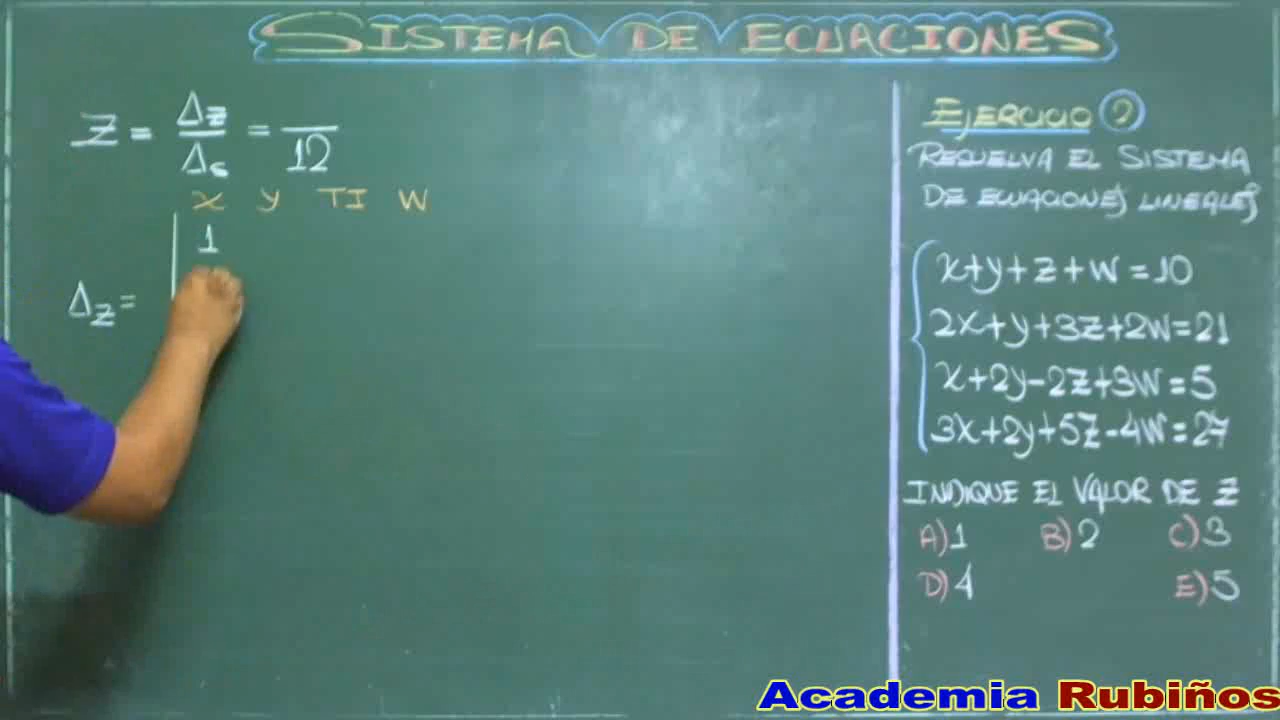 SISTEMA DE ECUACIONES
Z = Δz/Δs = /12
x y TI W
1
Δz =
EJERCICIO 2
RESUELVA EL SISTEMA
DE ECUACIONES LINEALES
x+y+z+w=10
2x+y+3z+2w=21
x+2y-2z+3w=5
3x+2y+5z-4w=27
INDIQUE EL VALOR DE Z
A) 1 B) 2 C) 3
D) 4 E) 5
Academia Rubiños